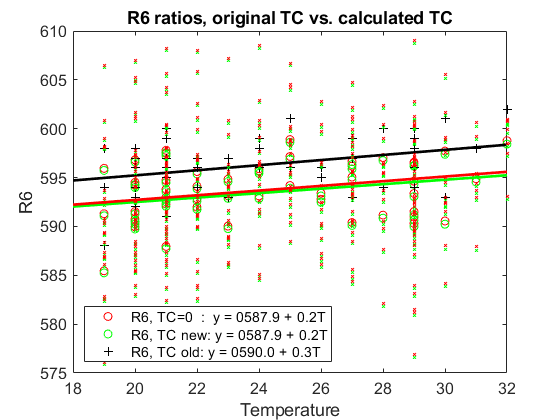 R6 ratios, original TC vs. calculated TC
610
605
600
595
590
585
580
575
R6
R6, TC=0 : y = 0587.9 + 0.2T
R6, TC new: y = 0587.9 + 0.2T
R6, TC old: y = 0590.0 + 0.3T
18 20 22 24 26 28 30 32
Temperature